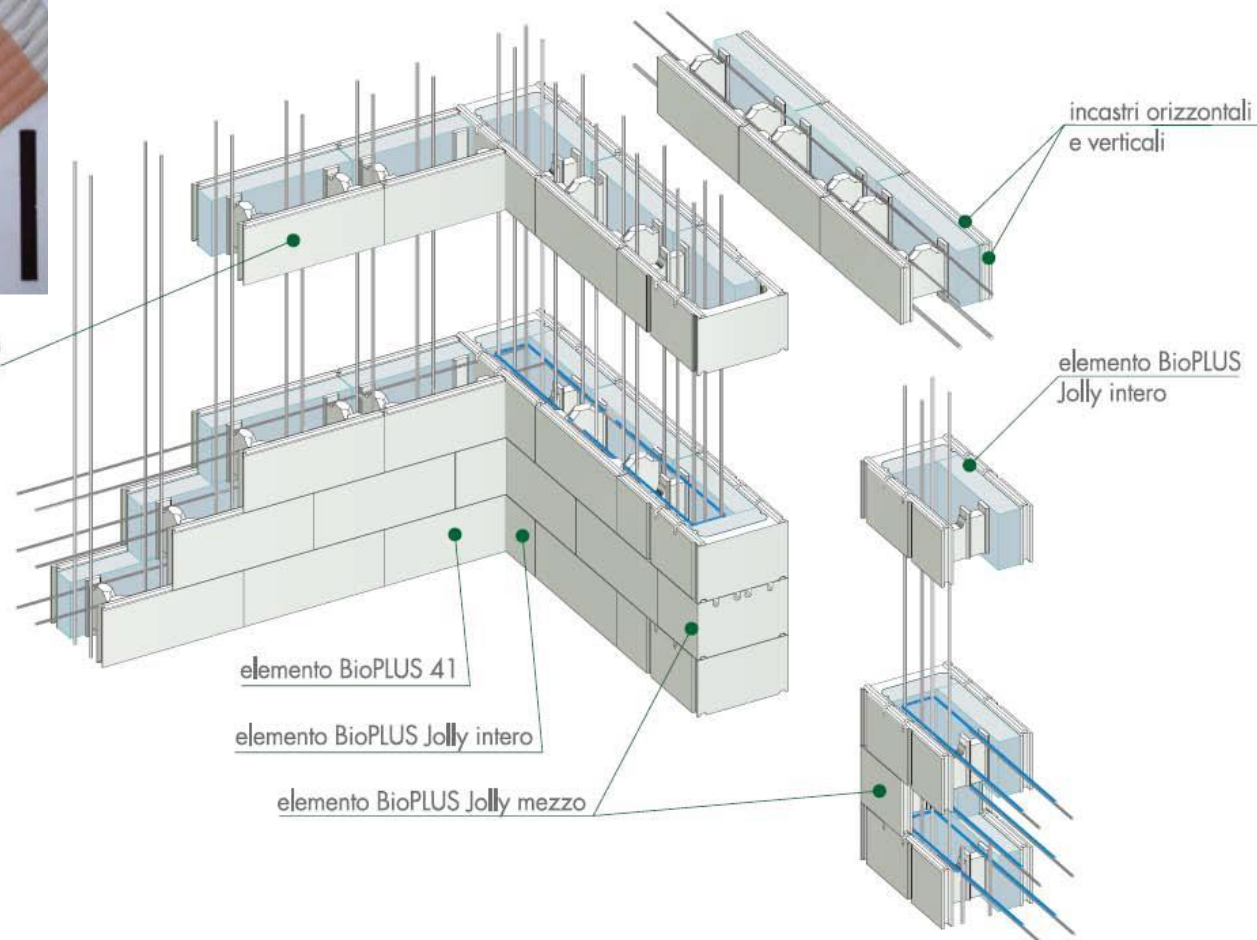 incastri orizzontali
e verticali
elemento BioPLUS
Jolly intero
elemento BioPLUS 41
elemento BioPLUS Jolly intero
elemento BioPLUS Jolly mezzo